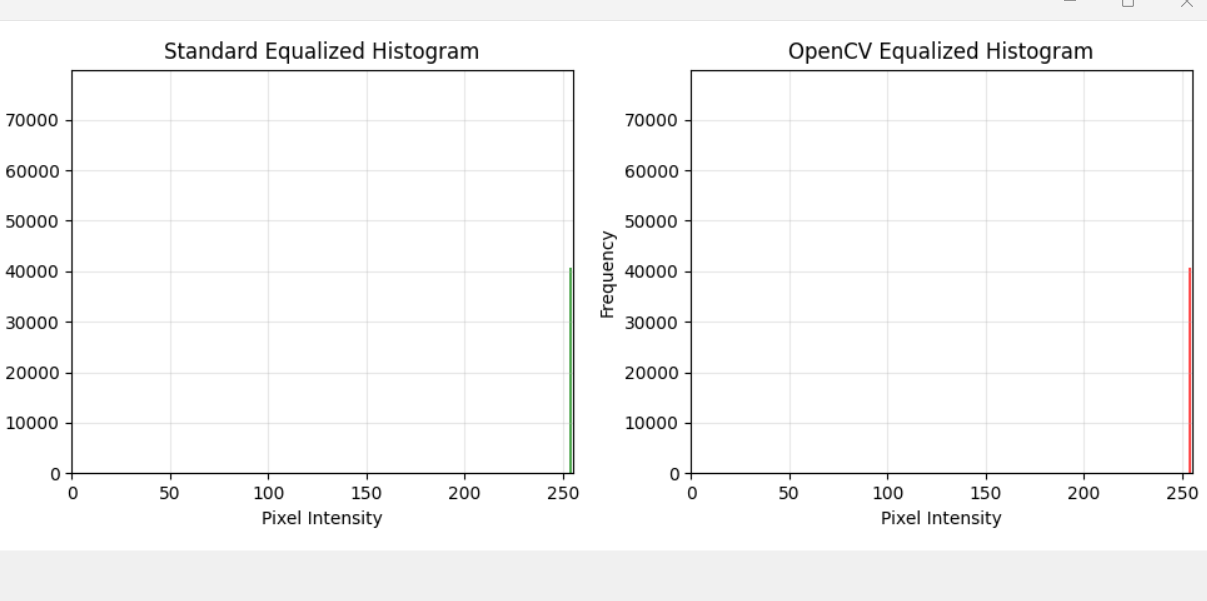 Standard Equalized Histogram
70000
60000
50000
40000
30000
20000
10000
0
0 50 100 150 200 250
Pixel Intensity
OpenCV Equalized Histogram
Frequency
70000
60000
50000
40000
30000
20000
10000
0
0 50 100 150 200 250
Pixel Intensity